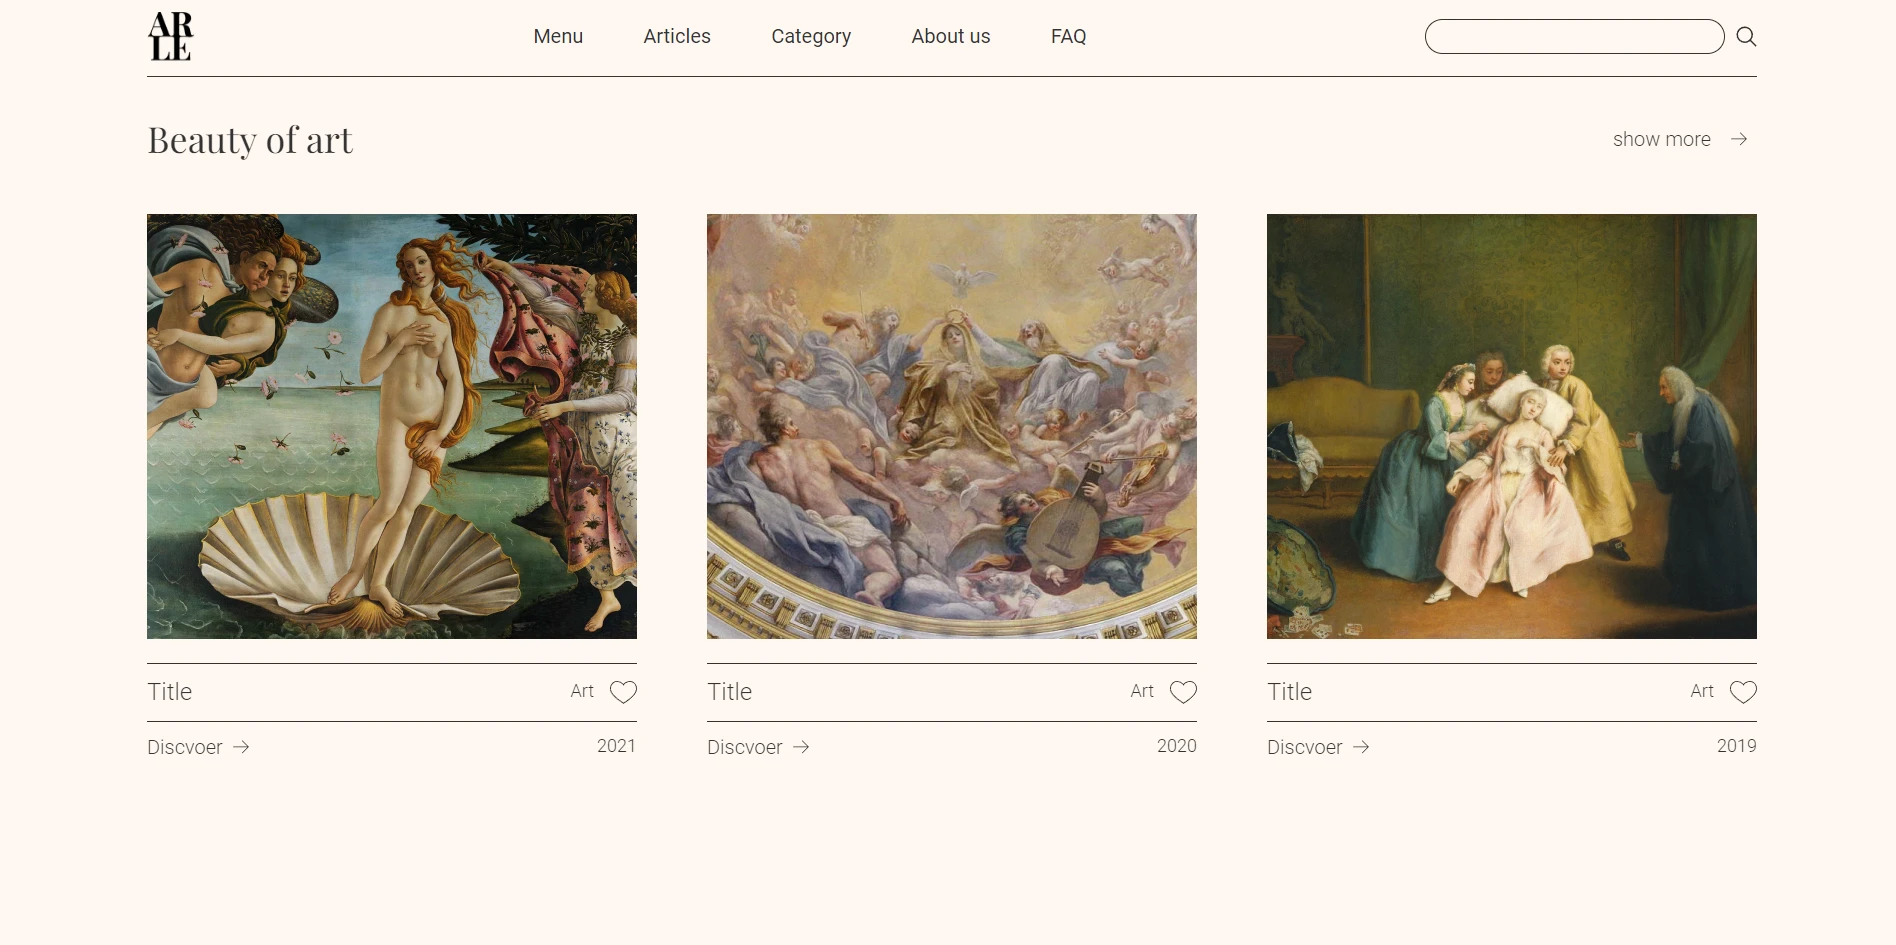 AR
LE
Menu Articles Category About us FAQ
Beauty of art
show more
Title Art
Title Art
Title Art
Discvoer 2021
Discvoer 2020
Discvoer 2019